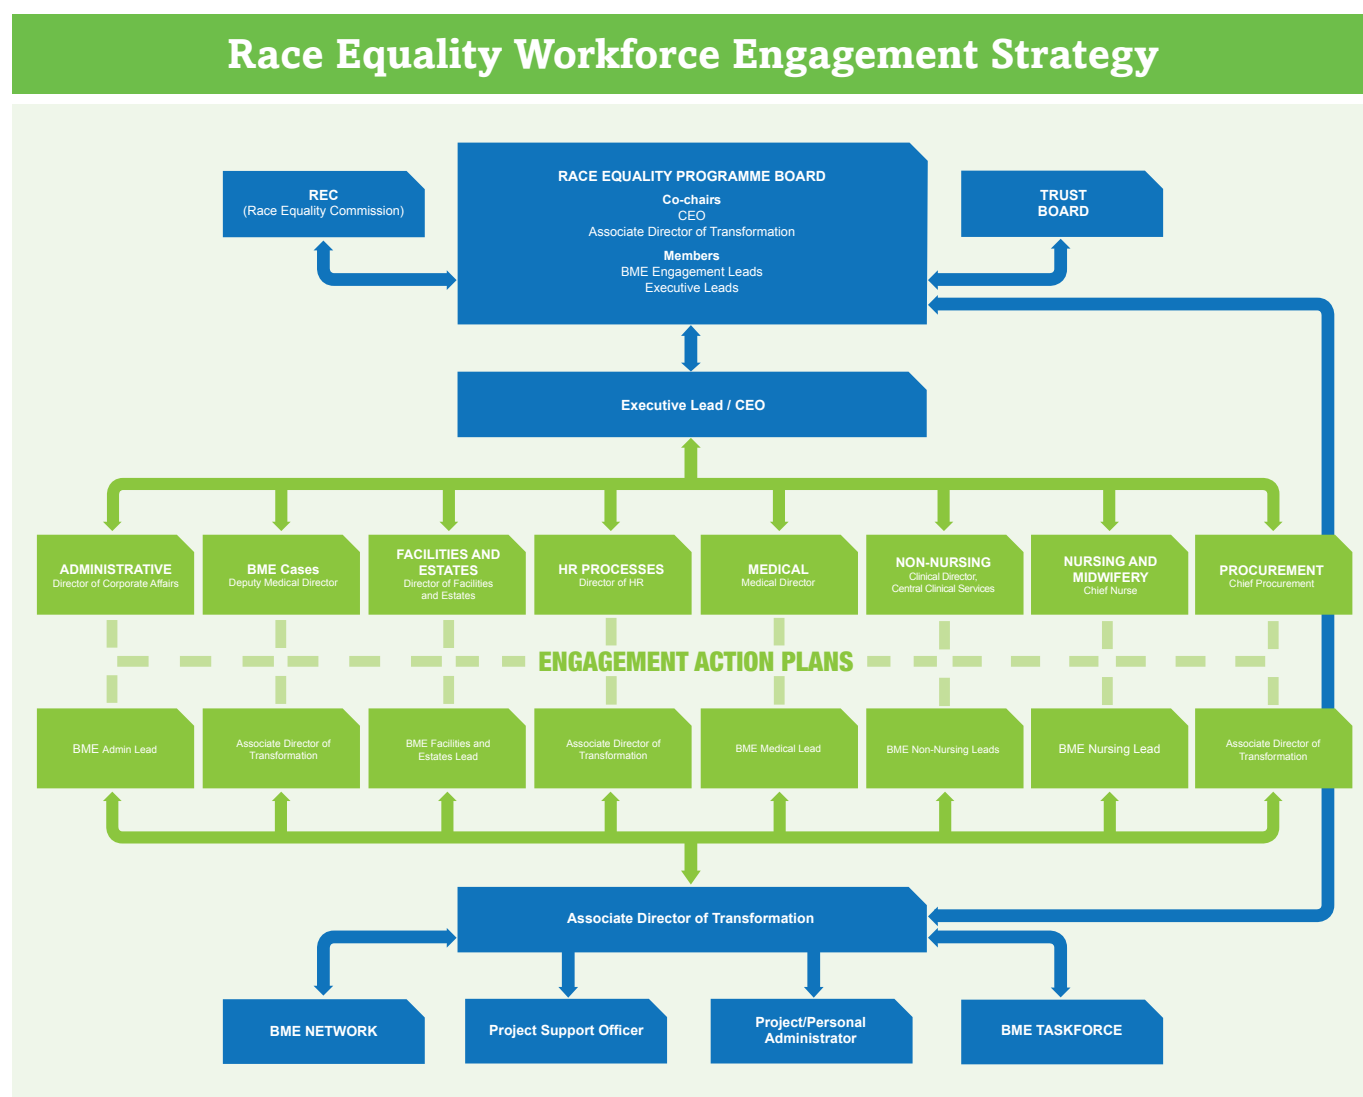 Race Equality Workforce Engagement Strategy
REC
(Race Equality Commission)
RACE EQUALITY PROGRAMME BOARD
Co-chairs
CEO
Associate Director of Transformation
Members
BME Engagement Leads
Executive Leads
TRUST
BOARD
Executive Lead / CEO
ADMINISTRATIVE
Director of Corporate Affairs
BME Cases
Deputy Medical Director
FACILITIES AND
ESTATES
Director of Facilities
and Estates
HR PROCESSES
Director of HR
MEDICAL
Medical Director
NON-NURSING
Clinical Director,
Central Clinical Services
NURSING AND
MIDWIFERY
Chief Nurse
PROCUREMENT
Chief Procurement
ENGAGEMENT ACTION PLANS
BME Admin Lead
Associate Director of
Transformation
BME Facilities and
Estates Lead
Associate Director of
Transformation
BME Medical Lead
BME Non-Nursing Leads
BME Nursing Lead
Associate Director of
Transformation
Associate Director of Transformation
BME NETWORK
Project Support Officer
Project/Personal
Administrator
BME TASKFORCE